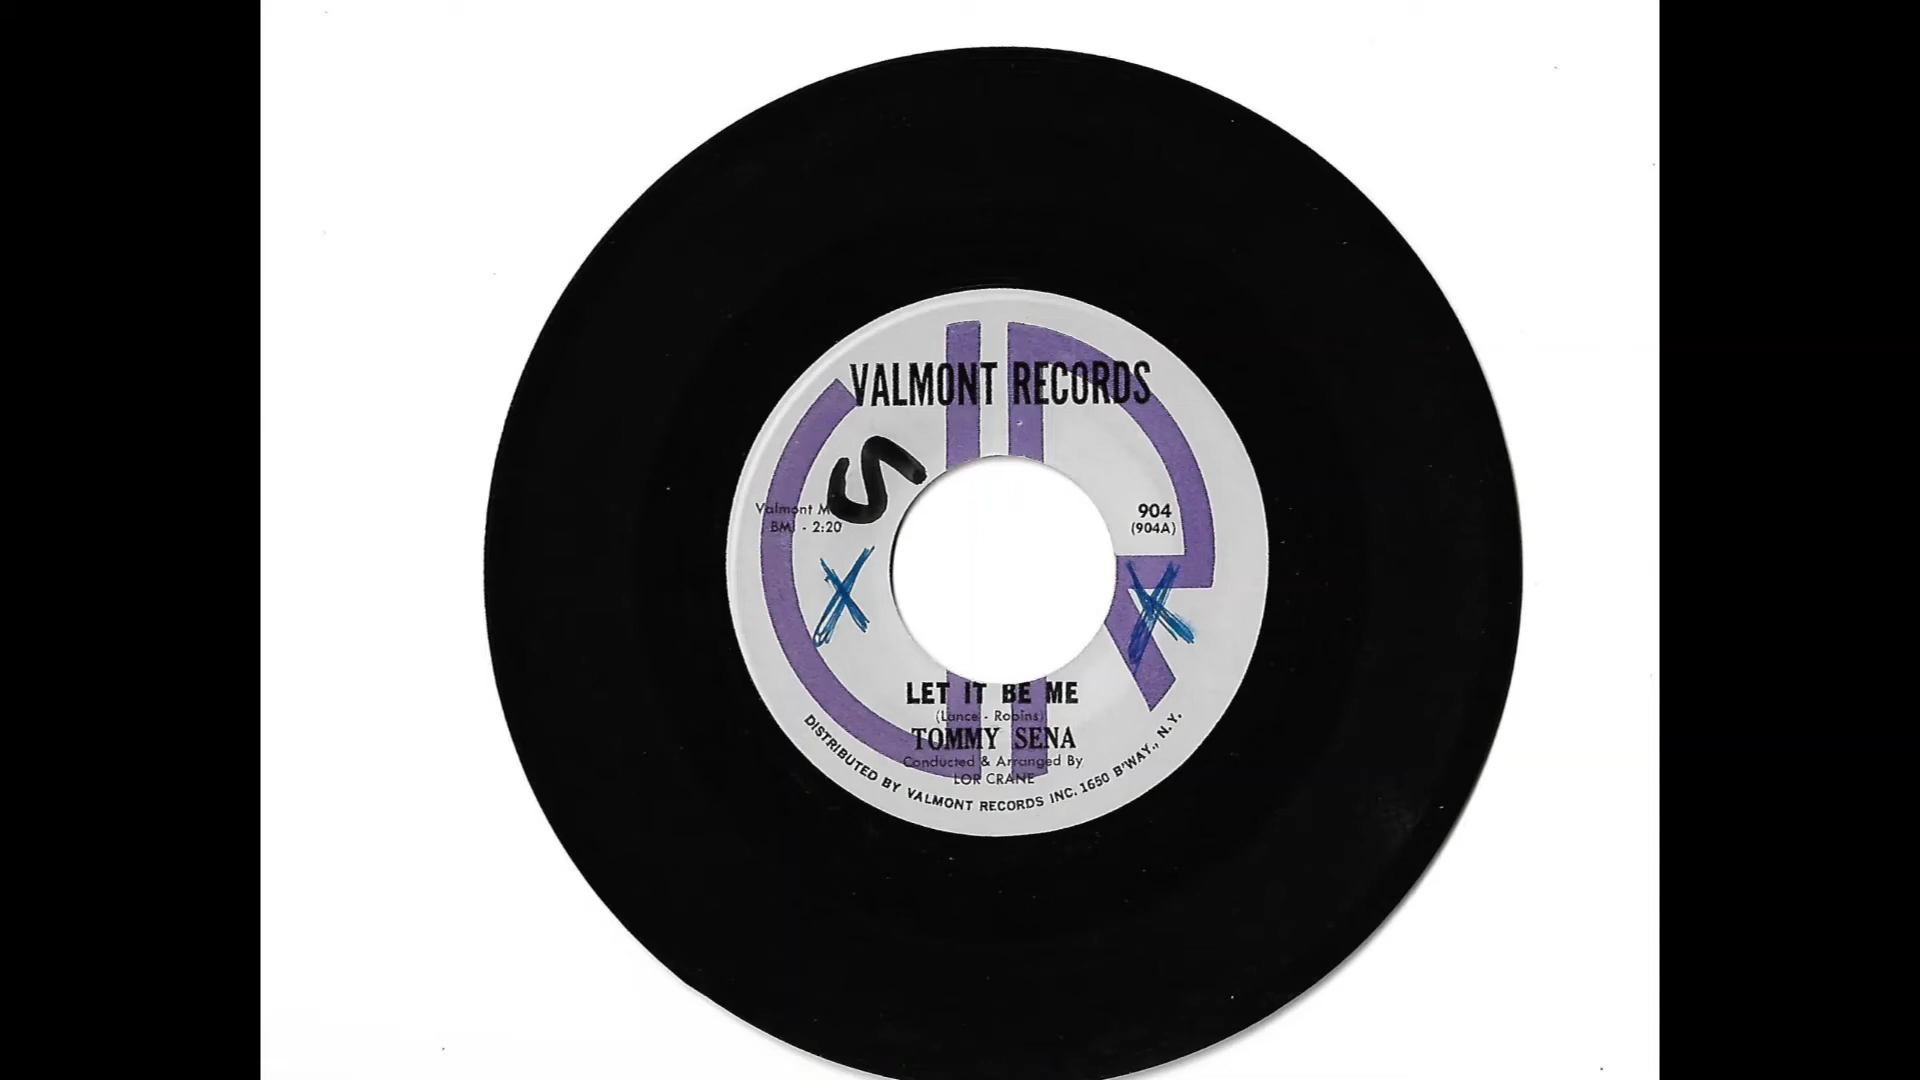 VALMONT RECORDS
S
Valmont
BMI - 2:20
904
(904A)
X
X
LET IT BE ME
(Lance - Robins)
TOMMY SENA
Conducted & Arranged By
LOR CRANE
DISTRIBUTED BY VALMONT RECORDS INC. 1650 B'WAY., N.Y.